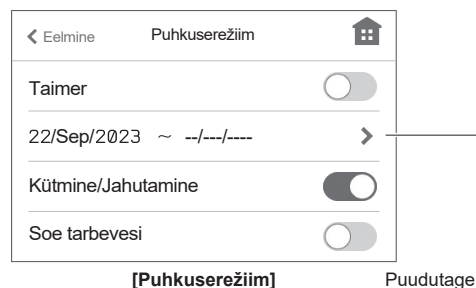 Eelmine Puhkuserežiim
Taimer
22/Sep/2023 ~ --/---/----
Kütmine/Jahutamine
Soe tarbevesi
[Puhkuserežiim] Puudutage